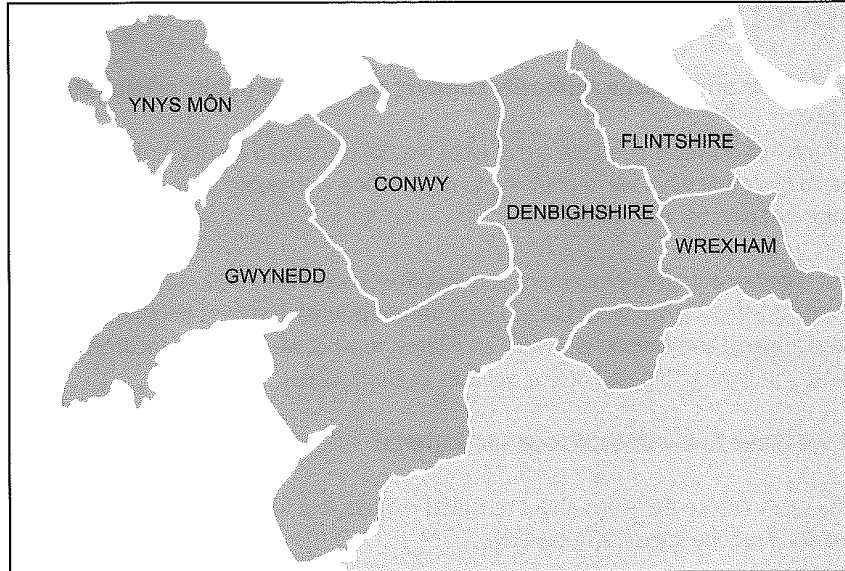 YNYS MÔN
FLINTSHIRE
CONWY
DENBIGHSHIRE
WREXHAM
GWYNEDD